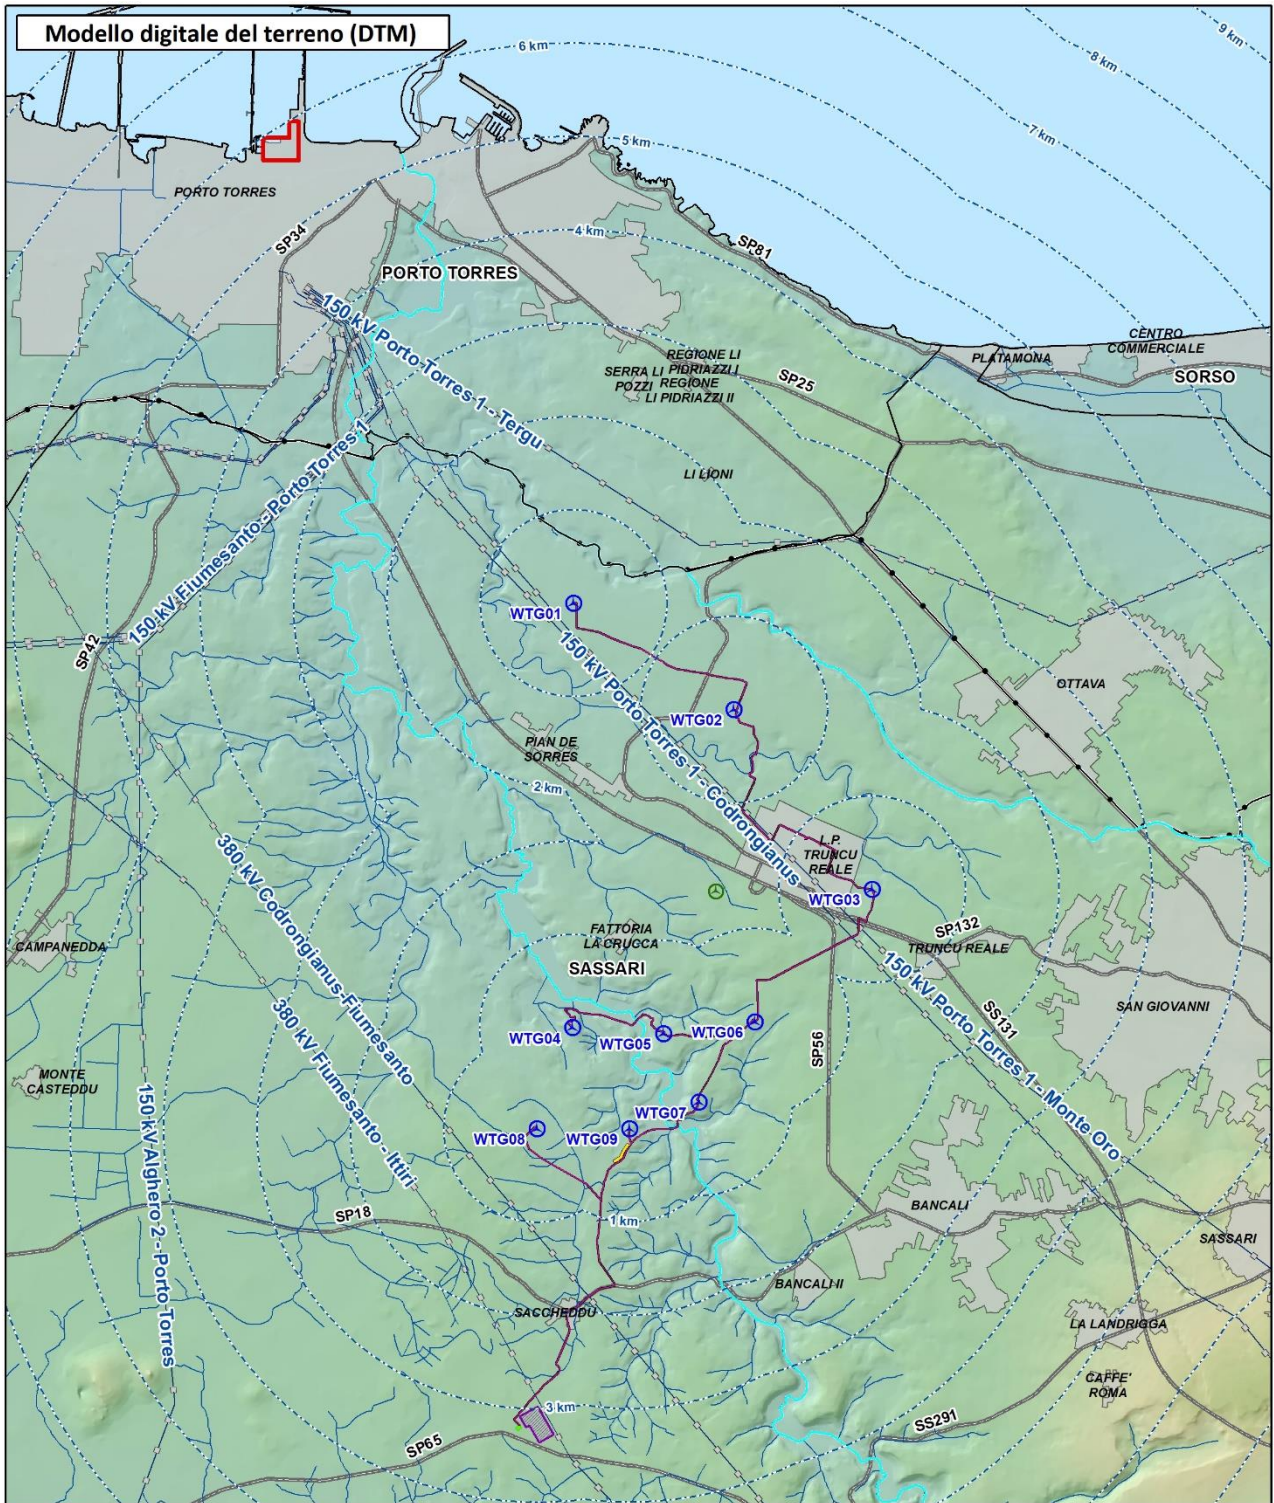 Modello digitale del terreno (DTM)
6 km
9 km
8 km
7 km
5 km
PORTO TORRES
4 km
SP34
SP81
PORTO TORRES
150 kV Porto Torres 1 - Tergu
CENTRO
COMMERCIALE
PLATAMONA
SORSO
REGIONE LI
PIDRIAZZI I
SERRA LI
POZZI
REGIONE
LI PIDRIAZZI II
SP25
LI LIONI
150 kV Fiumesanto - Porto Torres 1
SP42
WTG01
150 kV Porto Torres 1 - Codrongianus
OTTAVA
WTG02
PIAN DE
SORRES
2 km
L.P.
TRUNCU
REALE
WTG03
380 kV Codrongianus-Fiumesanto
CAMPANEDDA
FATTORIA
LA CRUCCA
SASSARI
SP132
TRUNCU REALE
150 kV Porto Torres 1 - Monte Oro
SAN GIOVANNI
SS131
380 kV Fiumesanto - Ittiri
WTG04
WTG05
WTG06
SP56
MONTE
CASTEDDU
150 kV Alghero 2 - Porto Torres
WTG07
WTG08
WTG09
SP18
1 km
BANCALI
SASSARI
BANCALI II
SACCHEDDU
LA LANDRIGGA
CAFFE'
ROMA
3 km
SS291
SP65